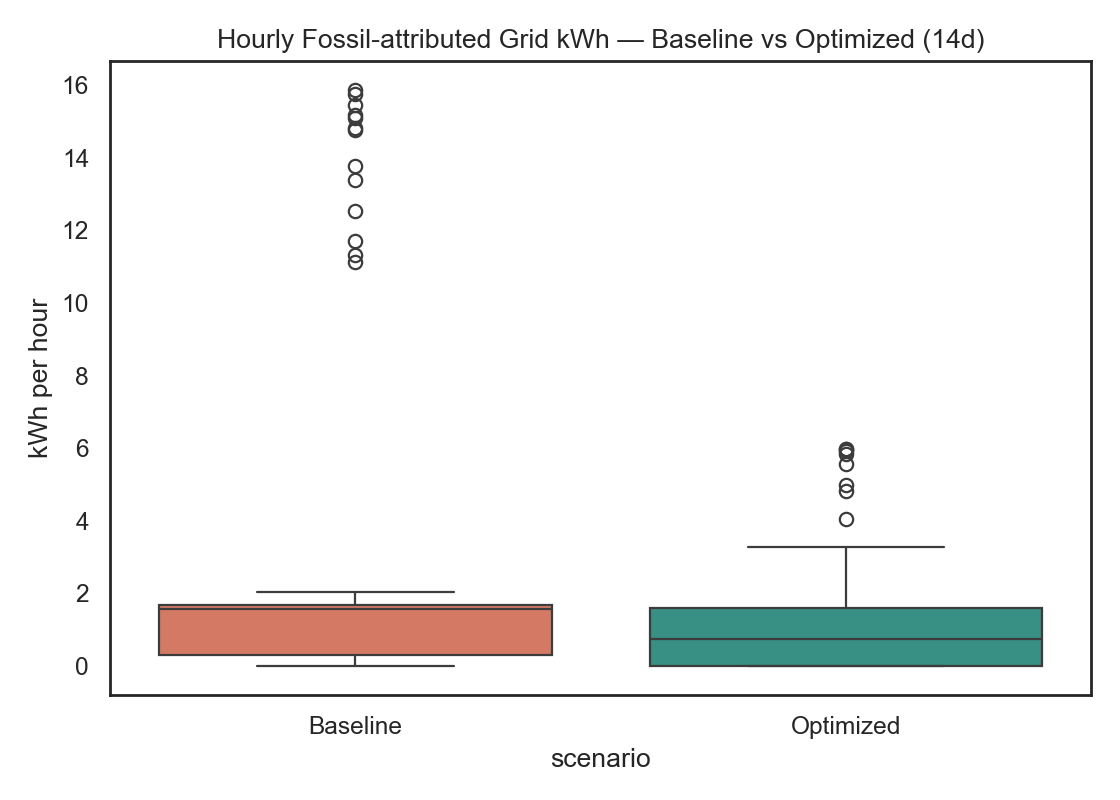 Hourly Fossil-attributed Grid kWh — Baseline vs Optimized (14d)
16
14
12
10
8
6
4
2
0
kWh per hour
Baseline
Optimized
scenario